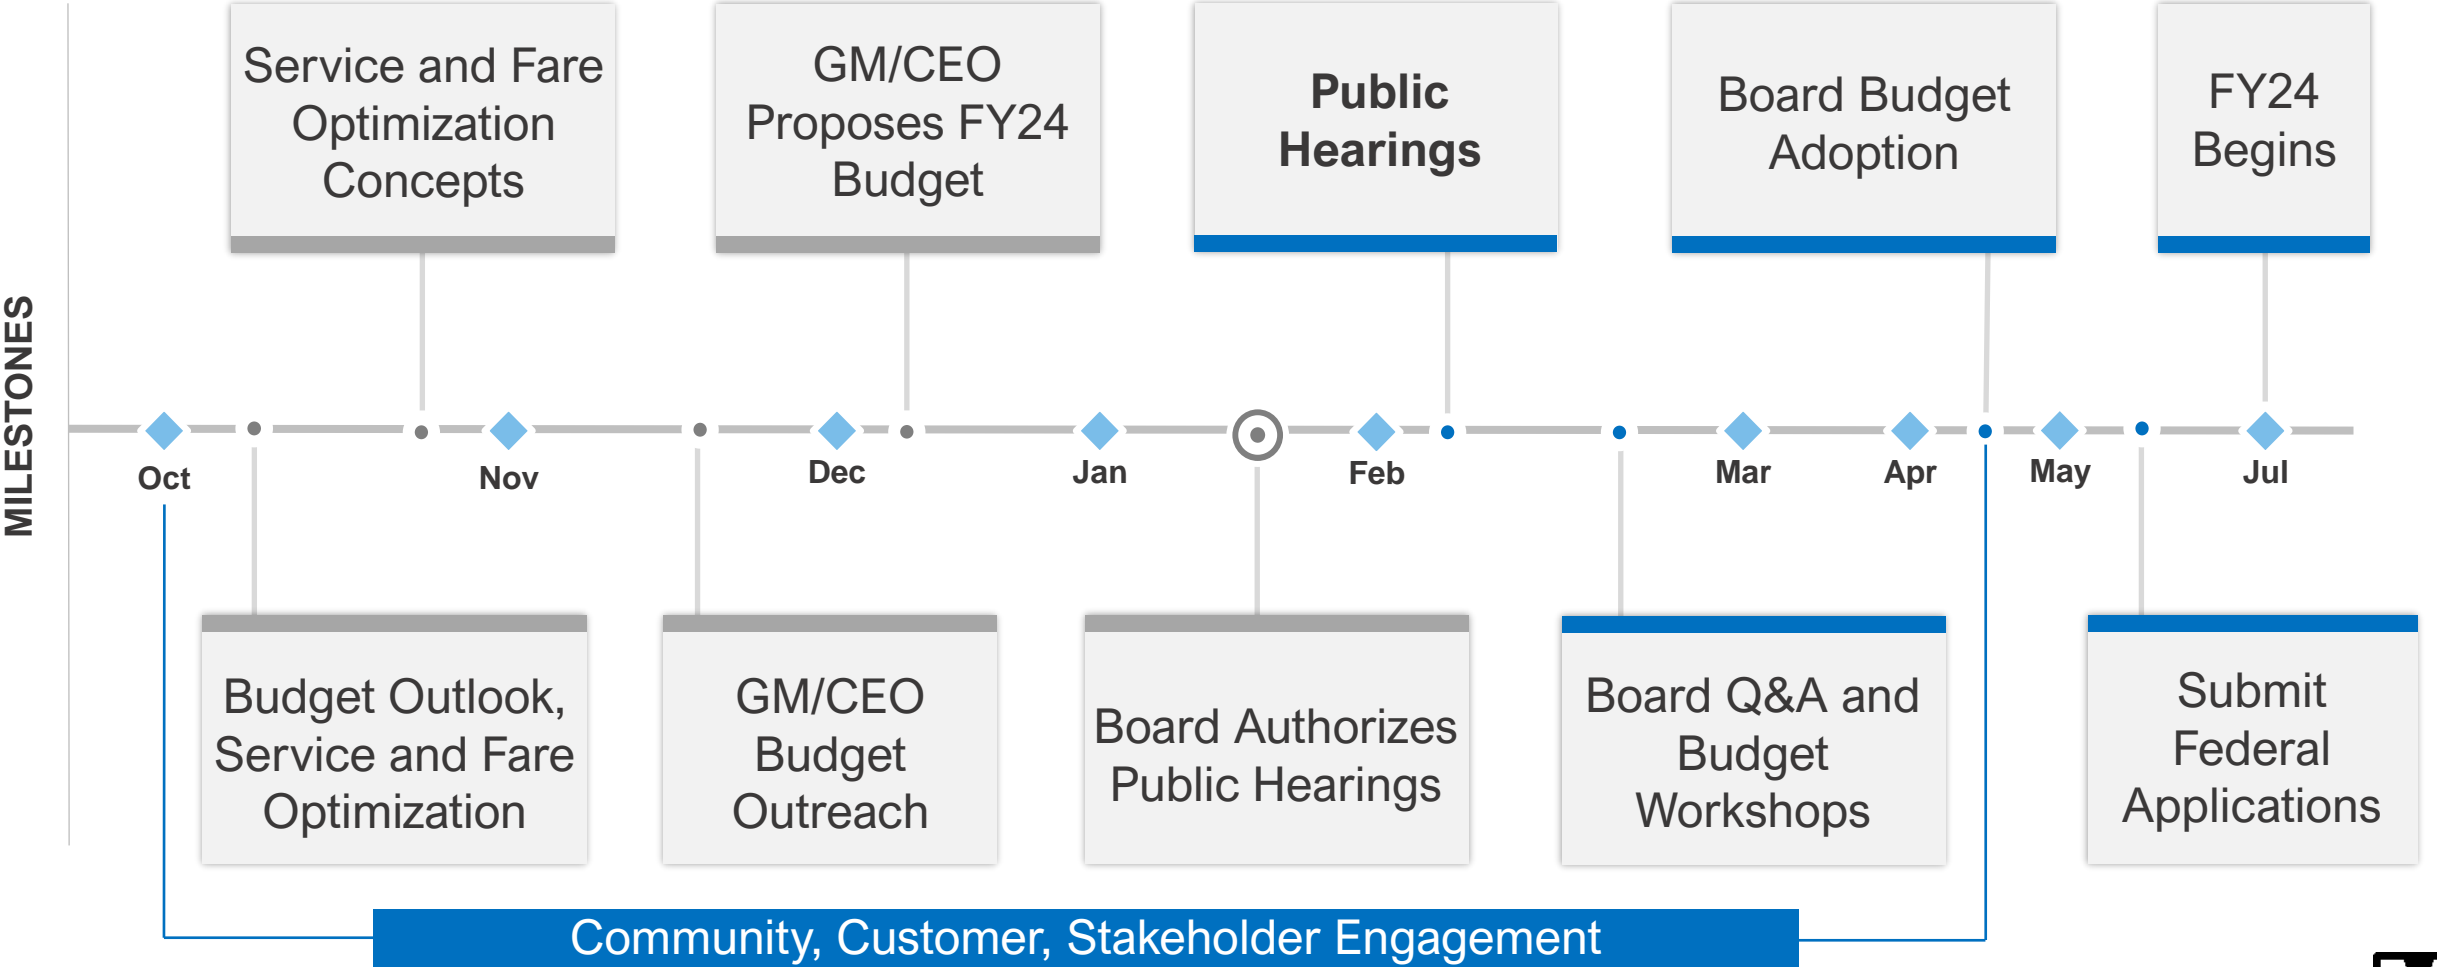 MILESTONES
Service and Fare
Optimization
Concepts
GM/CEO
Proposes FY24
Budget
Public
Hearings
Board Budget
Adoption
FY24
Begins
Oct
Nov
Dec
Jan
Feb
Mar
Apr
May
Jul
Budget Outlook,
Service and Fare
Optimization
GM/CEO
Budget
Outreach
Board Authorizes
Public Hearings
Board Q&A and
Budget
Workshops
Submit
Federal
Applications
Community, Customer, Stakeholder Engagement